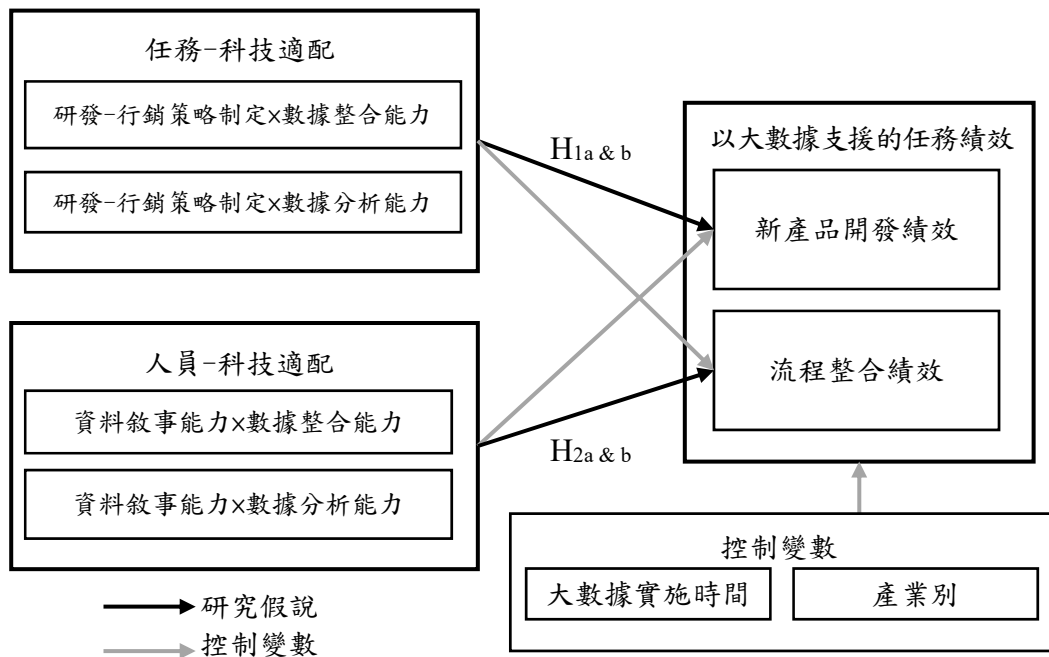 任務-科技適配
研發-行銷策略制定×數據整合能力
研發-行銷策略制定×數據分析能力
人員-科技適配
資料敘事能力×數據整合能力
資料敘事能力×數據分析能力
H1a & b
H2a & b
以大數據支援的任務績效
新產品開發績效
流程整合績效
控制變數
大數據實施時間
產業別
研究假說
控制變數